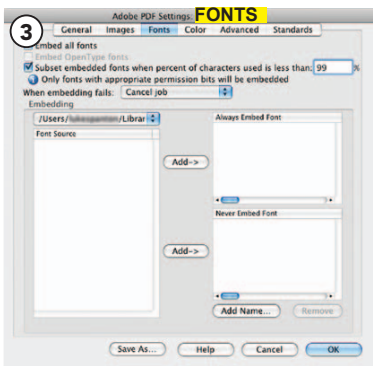 Adobe PDF Settings: FONTS
3
General Images Fonts Color Advanced Standards
Embed all fonts
Embed OpenType fonts
Subset embedded fonts when percent of characters used is less than: 99 %
Only fonts with appropriate permission bits will be embedded
When embedding fails: Cancel job
Embedding
/Users/ /Librar
Font Source
Always Embed Font
Add->
Never Embed Font
Add->
Add Name... Remove
Save As... Help Cancel OK